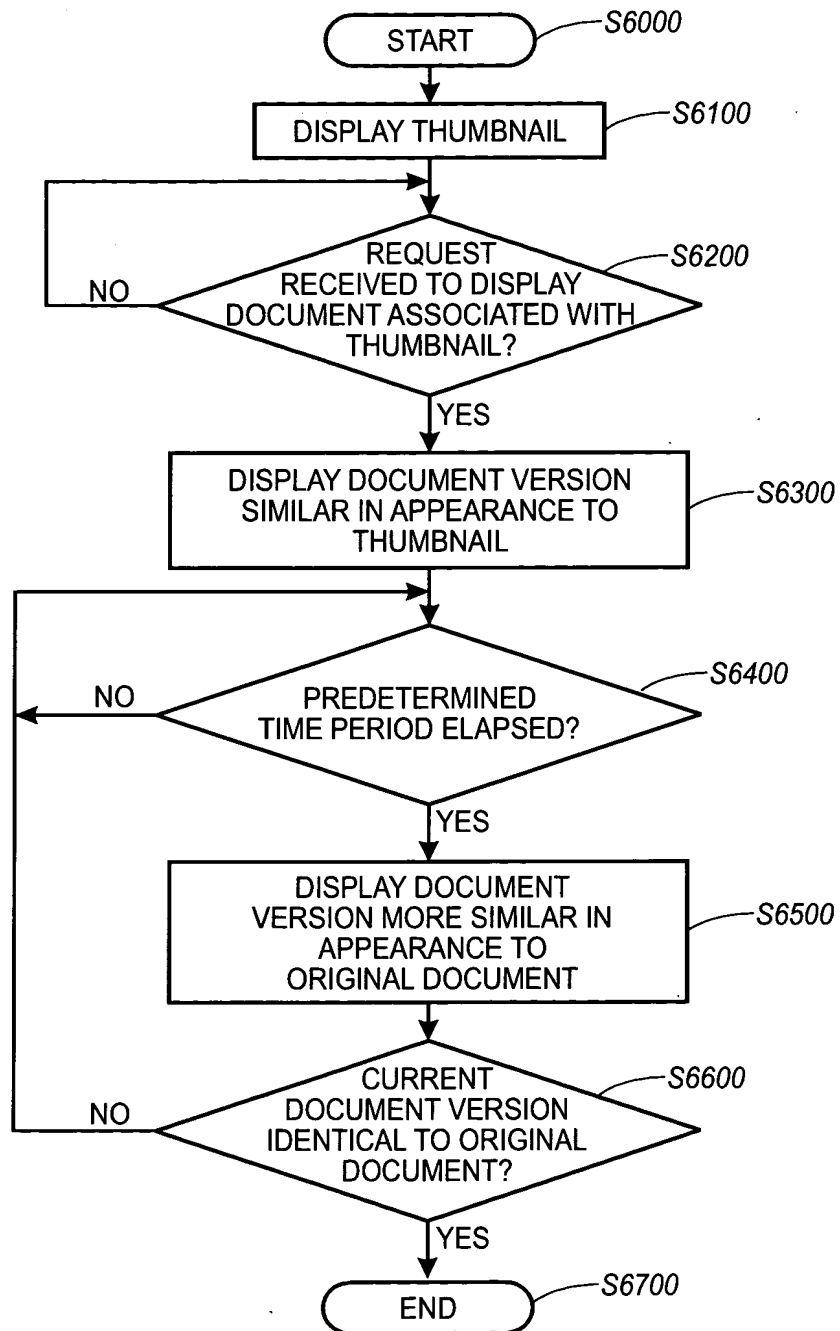 START
S6000
DISPLAY THUMBNAIL
S6100
REQUEST
RECEIVED TO DISPLAY
DOCUMENT ASSOCIATED WITH
THUMBNAIL?
S6200
NO
YES
DISPLAY DOCUMENT VERSION
SIMILAR IN APPEARANCE TO
THUMBNAIL
S6300
PREDETERMINED
TIME PERIOD ELAPSED?
S6400
NO
YES
DISPLAY DOCUMENT
VERSION MORE SIMILAR IN
APPEARANCE TO
ORIGINAL DOCUMENT
S6500
CURRENT
DOCUMENT VERSION
IDENTICAL TO ORIGINAL
DOCUMENT?
S6600
NO
YES
END
S6700